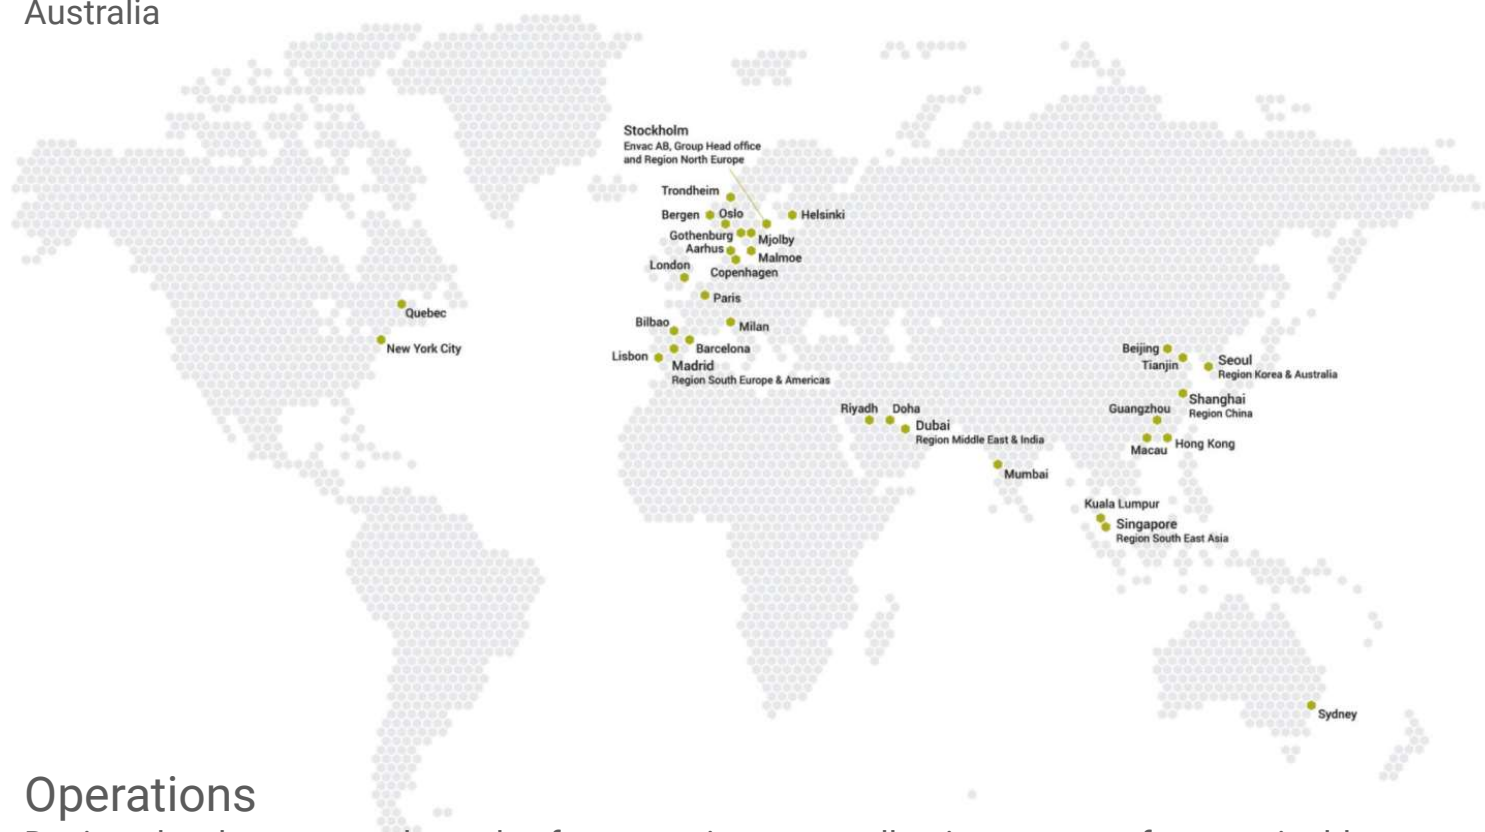 Australia
Stockholm
Envac AB, Group Head office
and Region North Europe
Trondheim
Bergen
Oslo
Helsinki
Gothenburg
Mjolby
Aarhus
Malmoe
London
Copenhagen
Paris
Quebec
Bilbao
Milan
New York City
Barcelona
Lisbon
Madrid
Region South Europe & Americas
Beijing
Tianjin
Seoul
Region Korea & Australia
Shanghai
Region China
Riyadh
Doha
Dubai
Region Middle East & India
Guangzhou
Macau
Hong Kong
Mumbai
Kuala Lumpur
Singapore
Region South East Asia
Sydney
Operations